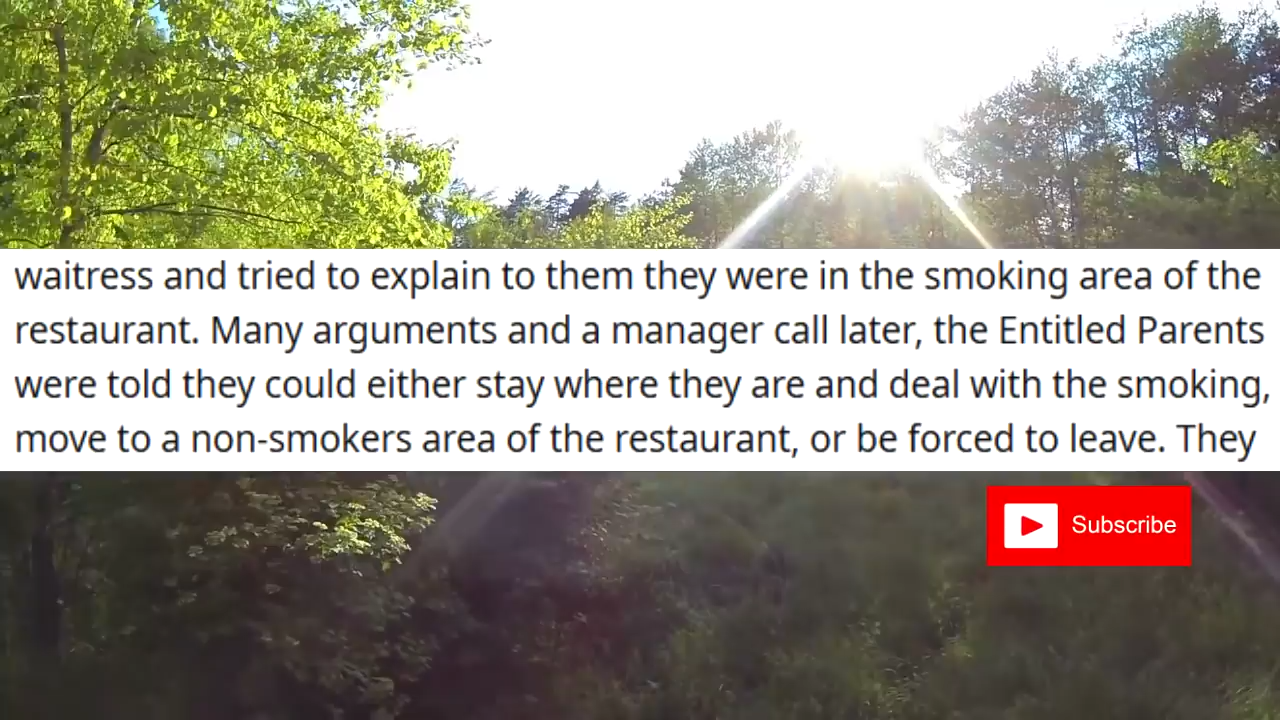 waitress and tried to explain to them they were in the smoking area of the
restaurant. Many arguments and a manager call later, the Entitled Parents
were told they could either stay where they are and deal with the smoking,
move to a non-smokers area of the restaurant, or be forced to leave. They
Subscribe